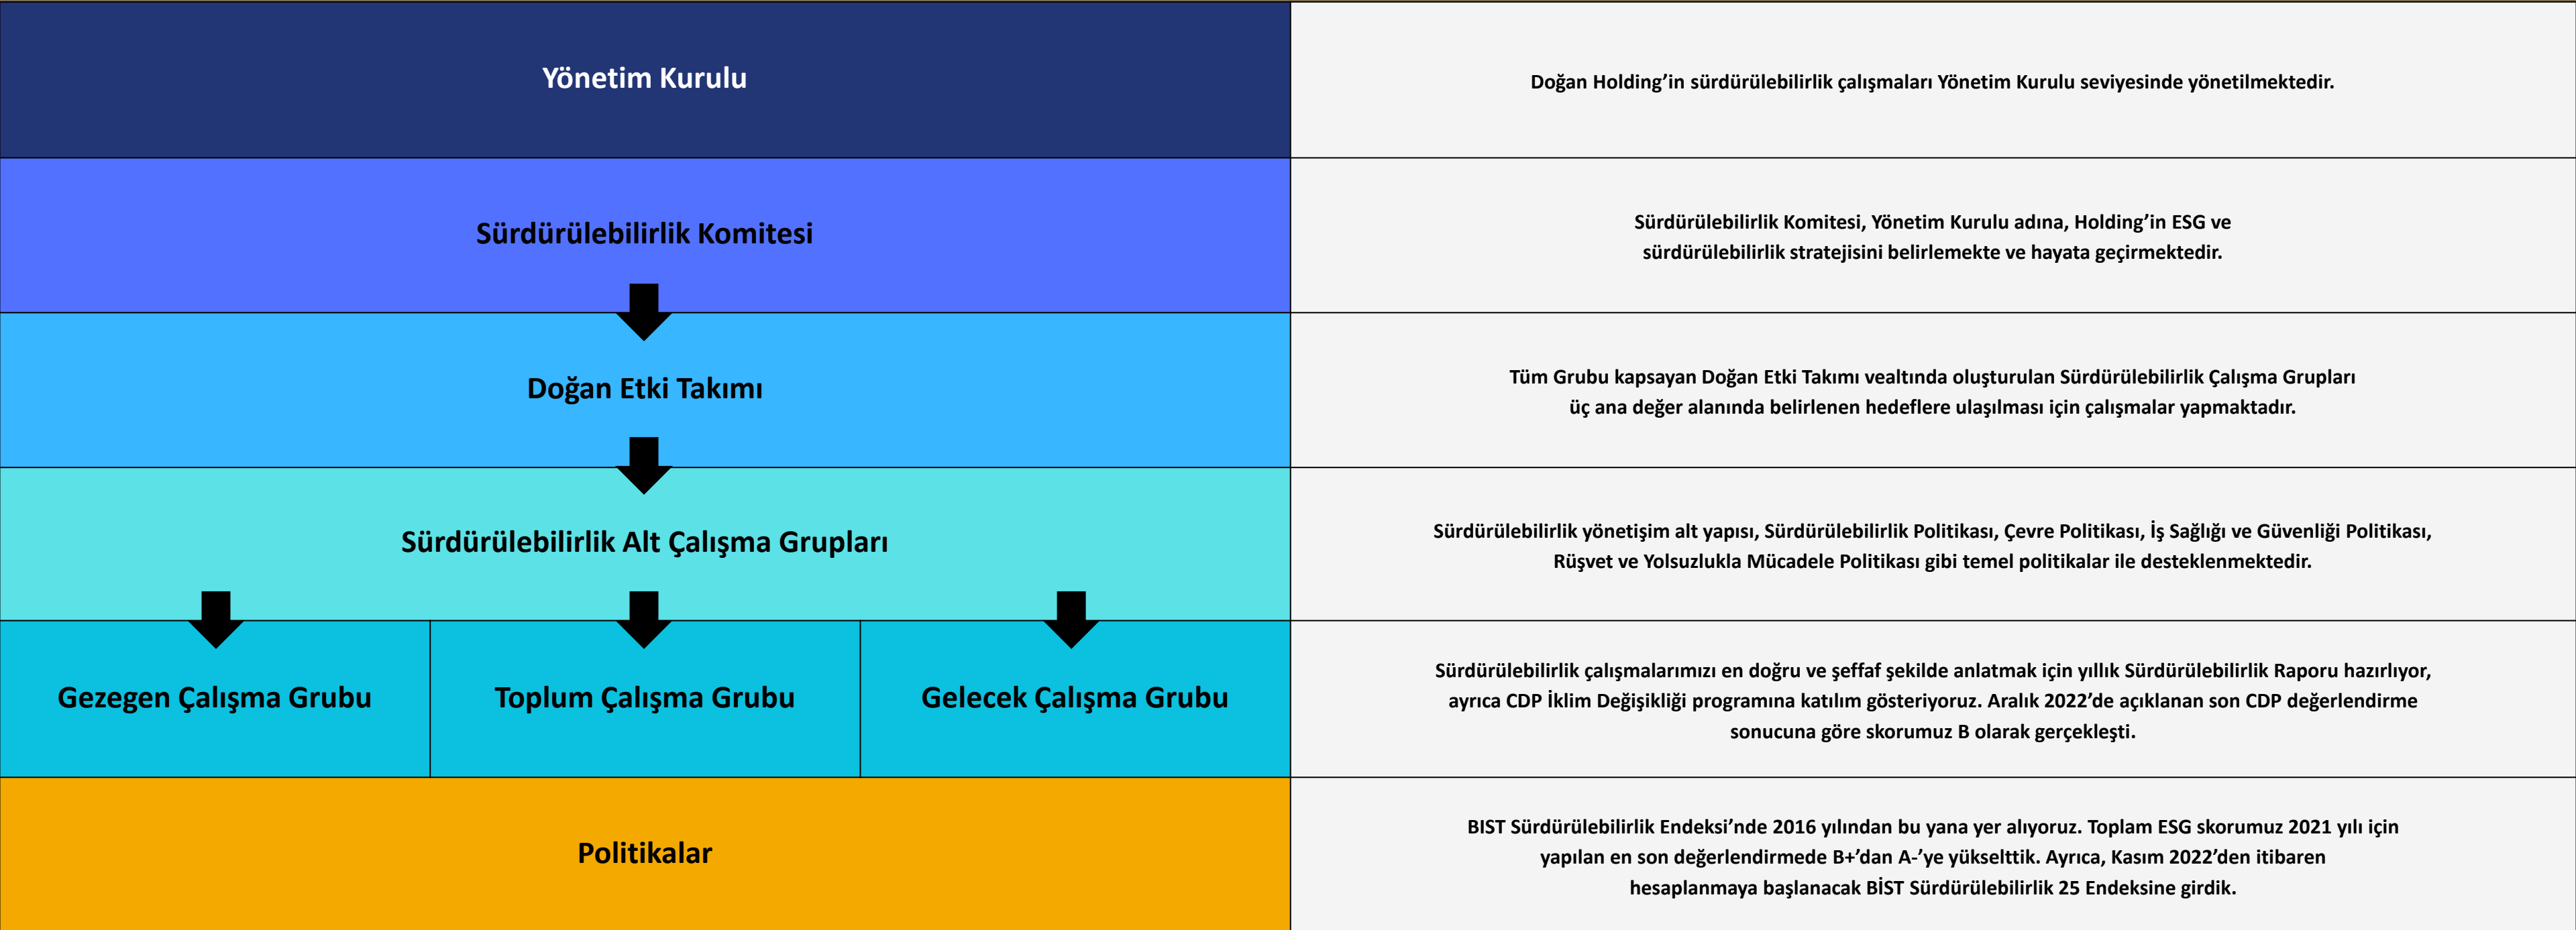 Yönetim Kurulu
Doğan Holding’in sürdürülebilirlik çalışmaları Yönetim Kurulu seviyesinde yönetilmektedir.
Sürdürülebilirlik Komitesi
Sürdürülebilirlik Komitesi, Yönetim Kurulu adına, Holding’in ESG ve
sürdürülebilirlik stratejisini belirlemekte ve hayata geçirmektedir.
Doğan Etki Takımı
Tüm Grubu kapsayan Doğan Etki Takımı vealtında oluşturulan Sürdürülebilirlik Çalışma Grupları
üç ana değer alanında belirlenen hedeflere ulaşılması için çalışmalar yapmaktadır.
Sürdürülebilirlik Alt Çalışma Grupları
Sürdürülebilirlik yönetişim alt yapısı, Sürdürülebilirlik Politikası, Çevre Politikası, İş Sağlığı ve Güvenliği Politikası,
Rüşvet ve Yolsuzlukla Mücadele Politikası gibi temel politikalar ile desteklenmektedir.
Gezegen Çalışma Grubu
Toplum Çalışma Grubu
Gelecek Çalışma Grubu
Sürdürülebilirlik çalışmalarımızı en doğru ve şeffaf şekilde anlatmak için yıllık Sürdürülebilirlik Raporu hazırlıyor,
ayrıca CDP İklim Değişikliği programına katılım gösteriyoruz. Aralık 2022’de açıklanan son CDP değerlendirme
sonucuna göre skorumuz B olarak gerçekleşti.
Politikalar
BIST Sürdürülebilirlik Endeksi’nde 2016 yılından bu yana yer alıyoruz. Toplam ESG skorumuz 2021 yılı için
yapılan en son değerlendirmede B+’dan A-’ye yükselttik. Ayrıca, Kasım 2022’den itibaren
hesaplanmaya başlanacak BİST Sürdürülebilirlik 25 Endeksine girdik.